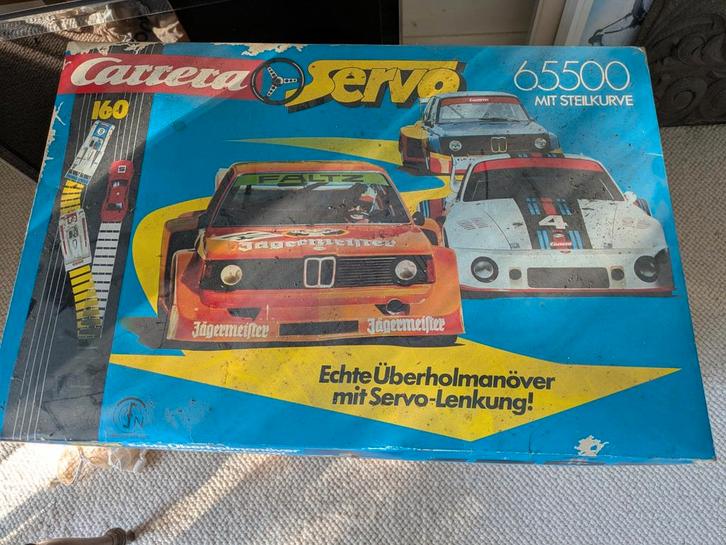 Carrera Servo
160
65500
MIT STEILKURVE
FALTZ
Jägermeister
4
Carrera
Jägermeister
Jägermeister
Echte Überholmanöver
mit Servo-Lenkung!